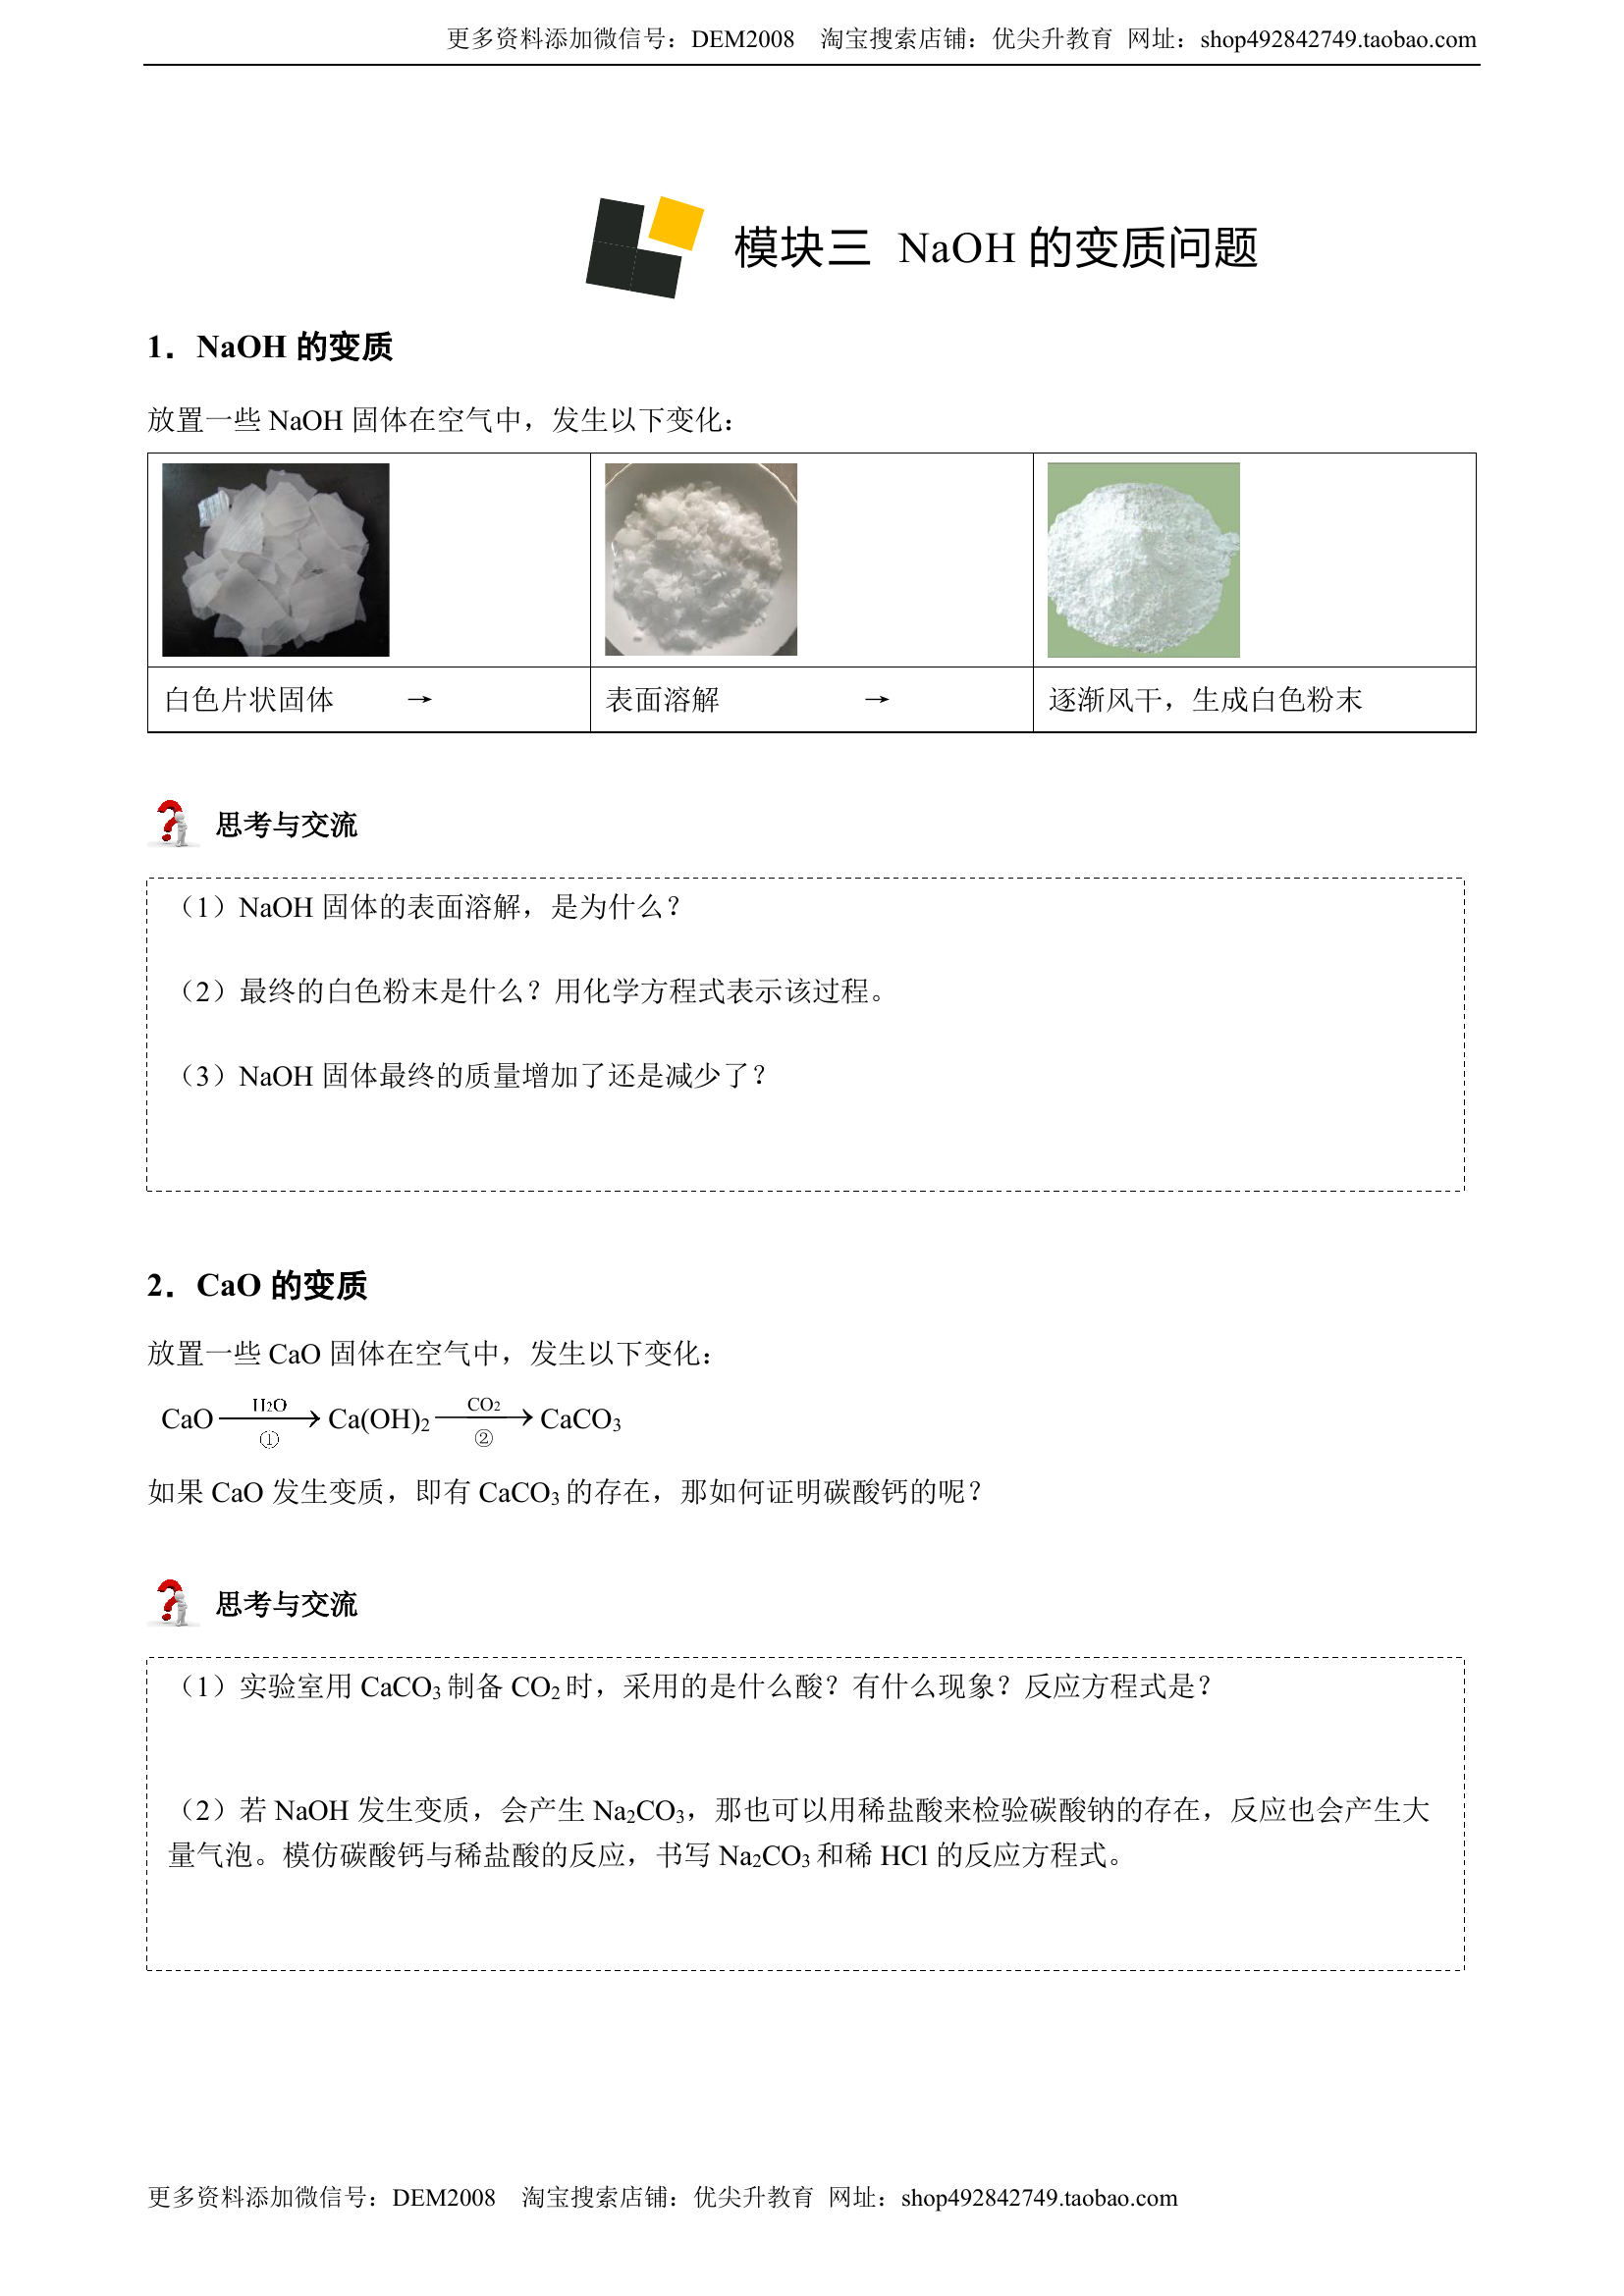 更多资料添加微信号：DEM2008 淘宝搜索店铺：优尖升教育 网址：shop492842749.taobao.com
模块三 NaOH 的变质问题
1．NaOH 的变质
放置一些 NaOH 固体在空气中，发生以下变化：
白色片状固体 → 表面溶解 → 逐渐风干，生成白色粉末
思考与交流
（1）NaOH 固体的表面溶解，是为什么？
（2）最终的白色粉末是什么？用化学方程式表示该过程。
（3）NaOH 固体最终的质量增加了还是减少了？
2．CaO 的变质
放置一些 CaO 固体在空气中，发生以下变化：
CaO —H₂O ①→ Ca(OH)₂ —CO₂ ②→ CaCO₃
如果 CaO 发生变质，即有 CaCO₃ 的存在，那如何证明碳酸钙的呢？
思考与交流
（1）实验室用 CaCO₃ 制备 CO₂ 时，采用的是什么酸？有什么现象？反应方程式是？
（2）若 NaOH 发生变质，会产生 Na₂CO₃，那也可以用稀盐酸来检验碳酸钠的存在，反应也会产生大
量气泡。模仿碳酸钙与稀盐酸的反应，书写 Na₂CO₃ 和稀 HCl 的反应方程式。
更多资料添加微信号：DEM2008 淘宝搜索店铺：优尖升教育 网址：shop492842749.taobao.com